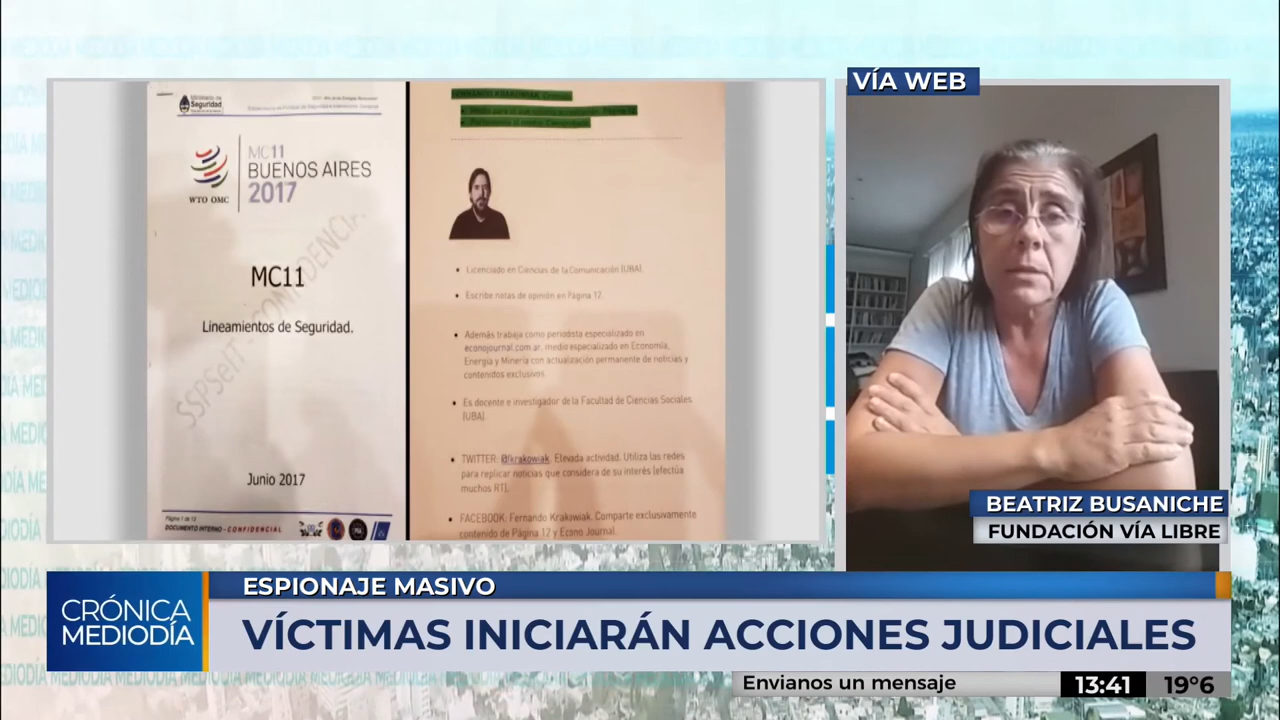 VÍA WEB
Ministerio de
Seguridad
MC11
BUENOS AIRES
2017
WTO OMC
MC11
Lineamientos de Seguridad.
Junio 2017
Página 1 de 13
DOCUMENTO INTERNO - CONFIDENCIAL
Licenciado en Ciencias de la Comunicación (UBA).
Escribe notas de opinión en Página 12.
Además trabaja como periodista especializado en
econojournal.com.ar, medio especializado en Economía,
Energía y Minería con actualización permanente de noticias y
contenidos exclusivos.
Es docente e investigador de la Facultad de Ciencias Sociales
(UBA).
TWITTER: @fkrakowiak. Elevada actividad. Utiliza las redes
para replicar noticias que considera de su interés (efectúa
muchos RT).
FACEBOOK: Fernando Krakowiak. Comparte exclusivamente
contenido de Página 12 y Econo Journal.
BEATRIZ BUSANICHE
FUNDACIÓN VÍA LIBRE
ESPIONAJE MASIVO
CRÓNICA
MEDIODÍA
VÍCTIMAS INICIARÁN ACCIONES JUDICIALES
Envianos un mensaje
13:41
19°6